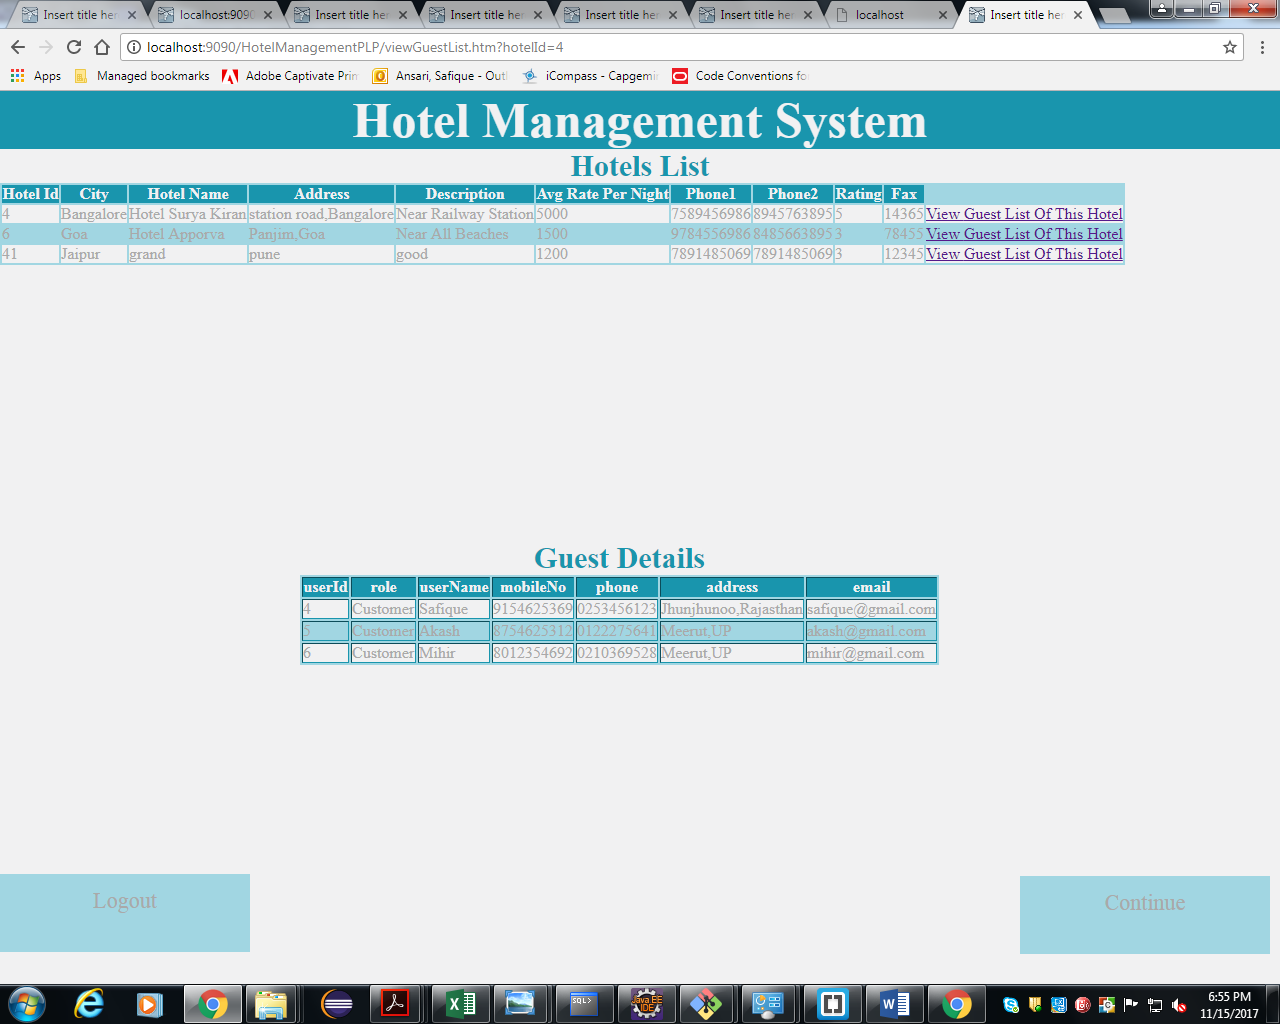 Insert title her localhost:9090 Insert title her Insert title her Insert title her Insert title her localhost Insert title her
localhost:9090/HotelManagementPLP/viewGuestList.htm?hotelId=4
Apps Managed bookmarks Adobe Captivate Prim Ansari, Safique - Outl iCompass - Capgemin Code Conventions fo
Hotel Management System
Hotels List
Hotel Id City Hotel Name Address Description Avg Rate Per Night Phone1 Phone2 Rating Fax
4 Bangalore Hotel Surya Kiran station road,Bangalore Near Railway Station 5000 7589456986 8945763895 5 14365 View Guest List Of This Hotel
6 Goa Hotel Apporva Panjim,Goa Near All Beaches 1500 9784556986 8485663895 3 78455 View Guest List Of This Hotel
41 Jaipur grand pune good 1200 7891485069 7891485069 3 12345 View Guest List Of This Hotel
Guest Details
userId role userName mobileNo phone address email
4 Customer Safique 9154625369 0253456123 Jhunjhunoo,Rajasthan safique@gmail.com
5 Customer Akash 8754625312 0122275641 Meerut,UP akash@gmail.com
6 Customer Mihir 8012354692 0210369528 Meerut,UP mihir@gmail.com
Logout
Continue
SQL>
Java EE
IDE
6:55 PM
11/15/2017